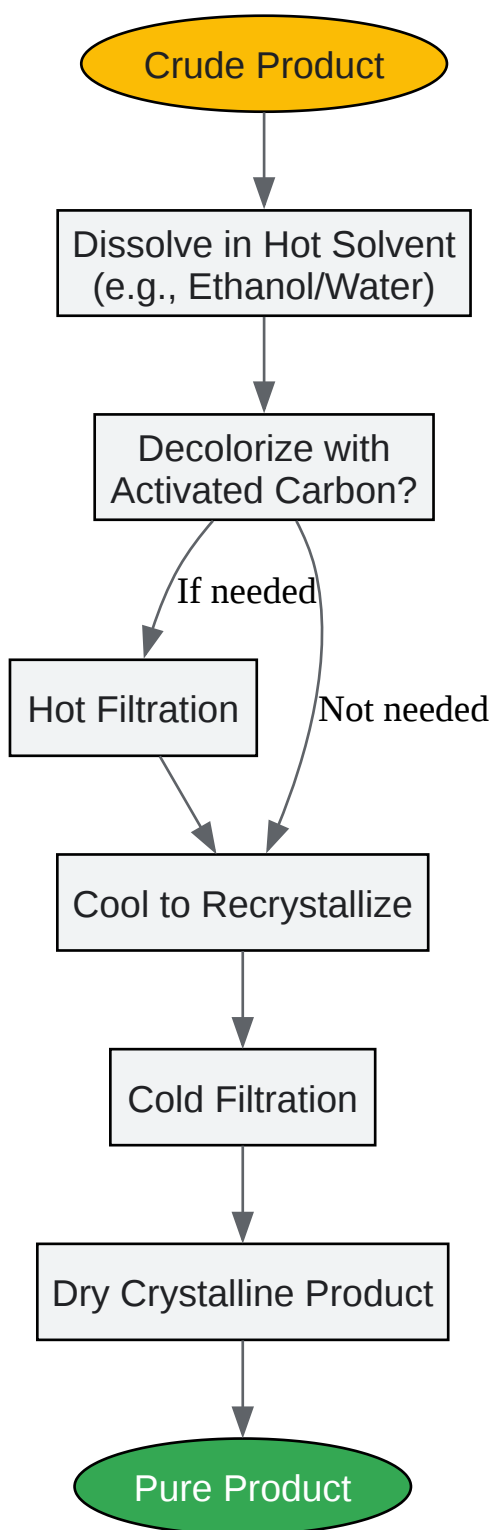 Crude Product
Dissolve in Hot Solvent
(e.g., Ethanol/Water)
Decolorize with
Activated Carbon?
If needed
Hot Filtration
Not needed
Cool to Recrystallize
Cold Filtration
Dry Crystalline Product
Pure Product